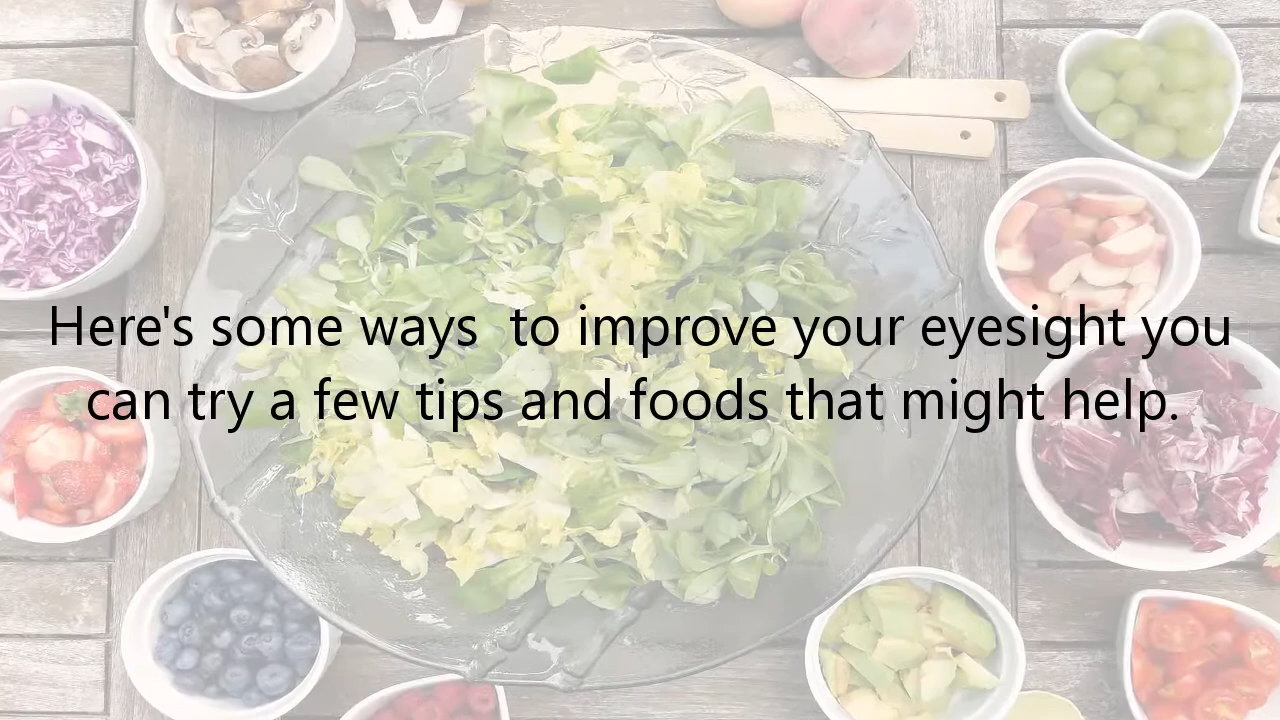 Here's some ways  to improve your eyesight you
can try a few tips and foods that might help.